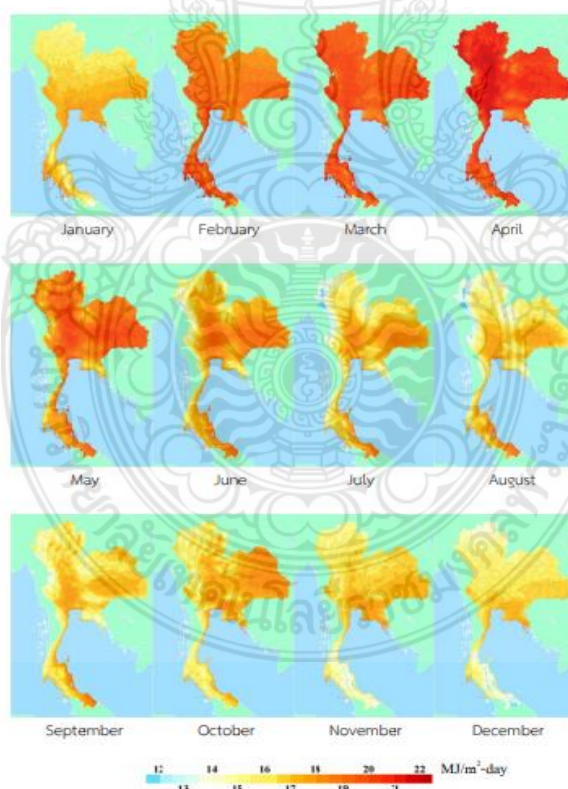 January February March April
May June July August
September October November December
12 14 16 18 20 22 MJ/m²-day
13 15 17 19 21